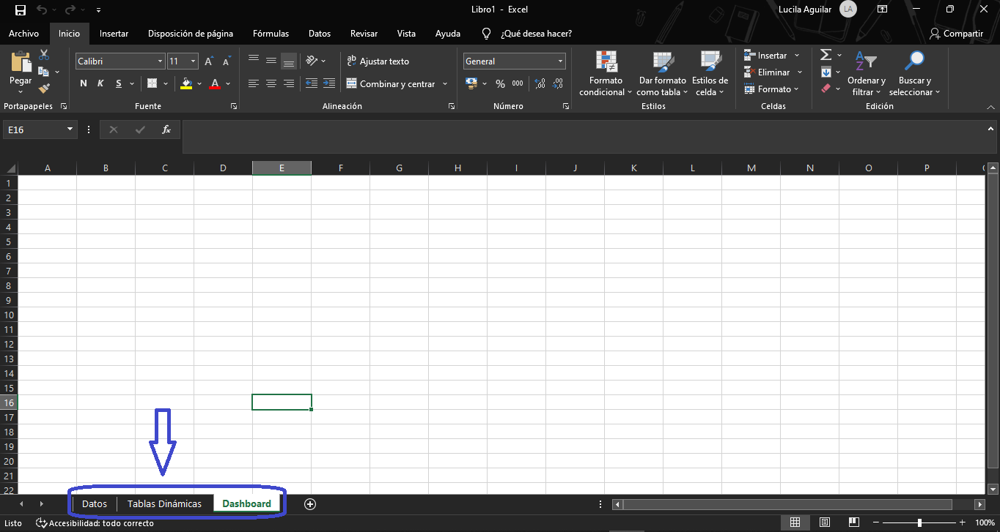 Libro1 - Excel
Lucila Aguilar LA
Archivo Inicio Insertar Disposición de página Fórmulas Datos Revisar Vista Ayuda ¿Qué desea hacer? Compartir
Pegar
Portapapeles
Calibri 11 A A
N K S A
Fuente
ab Ajustar texto
Combinar y centrar
Alineación
General
% 000
Número
Formato condicional
Dar formato como tabla
Estilos de celda
Estilos
Insertar
Eliminar
Formato
Celdas
Ordenar y filtrar
Buscar y seleccionar
Edición
E16 fx
A B C D E F G H I J K L M N O P
1
2
3
4
5
6
7
8
9
10
11
12
13
14
15
16
17
18
19
20
21
22
Datos Tablas Dinámicas Dashboard
Listo Accesibilidad: todo correcto 100%